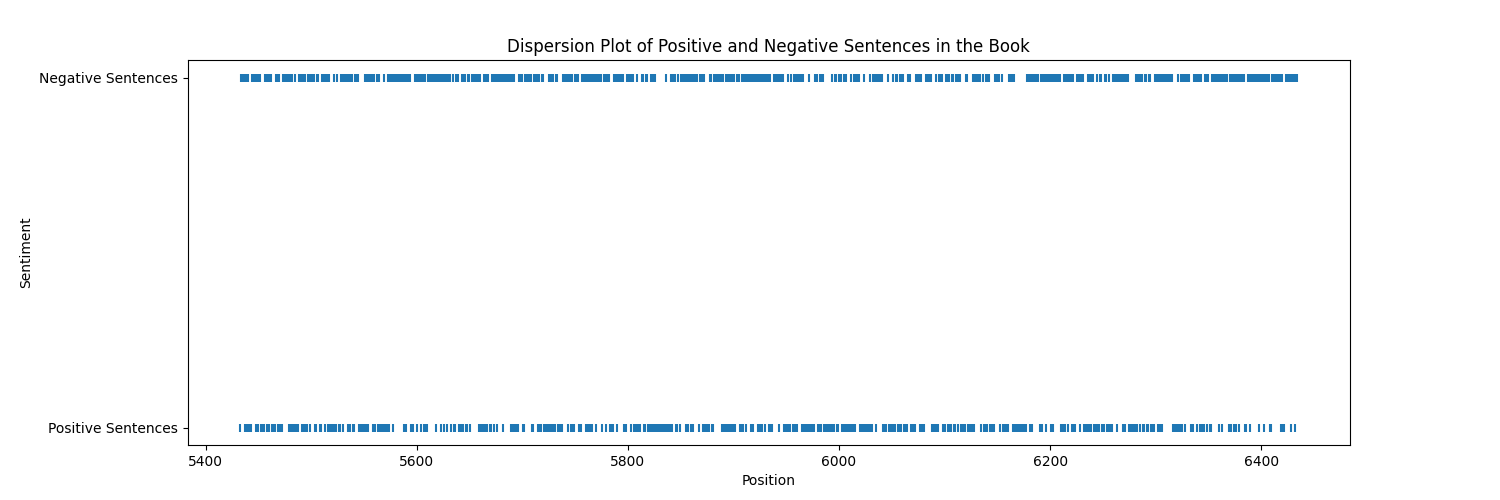 Dispersion Plot of Positive and Negative Sentences in the Book
Negative Sentences
Sentiment
Positive Sentences
5400 5600 5800 6000 6200 6400
Position